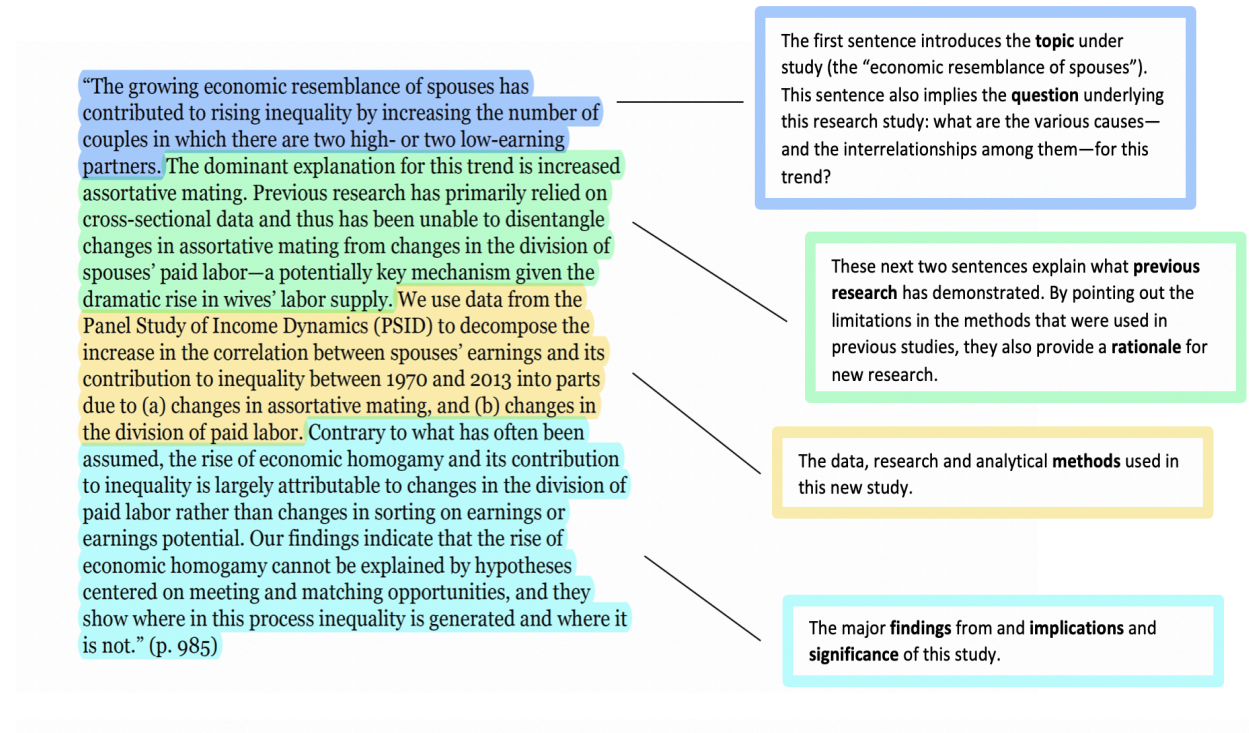 “The growing economic resemblance of spouses has
contributed to rising inequality by increasing the number of
couples in which there are two high- or two low-earning
partners. The dominant explanation for this trend is increased
assortative mating. Previous research has primarily relied on
cross-sectional data and thus has been unable to disentangle
changes in assortative mating from changes in the division of
spouses’ paid labor—a potentially key mechanism given the
dramatic rise in wives’ labor supply. We use data from the
Panel Study of Income Dynamics (PSID) to decompose the
increase in the correlation between spouses’ earnings and its
contribution to inequality between 1970 and 2013 into parts
due to (a) changes in assortative mating, and (b) changes in
the division of paid labor. Contrary to what has often been
assumed, the rise of economic homogamy and its contribution
to inequality is largely attributable to changes in the division of
paid labor rather than changes in sorting on earnings or
earnings potential. Our findings indicate that the rise of
economic homogamy cannot be explained by hypotheses
centered on meeting and matching opportunities, and they
show where in this process inequality is generated and where it
is not.” (p. 985)
The first sentence introduces the topic under
study (the “economic resemblance of spouses”).
This sentence also implies the question underlying
this research study: what are the various causes—
and the interrelationships among them—for this
trend?
These next two sentences explain what previous
research has demonstrated. By pointing out the
limitations in the methods that were used in
previous studies, they also provide a rationale for
new research.
The data, research and analytical methods used in
this new study.
The major findings from and implications and
significance of this study.